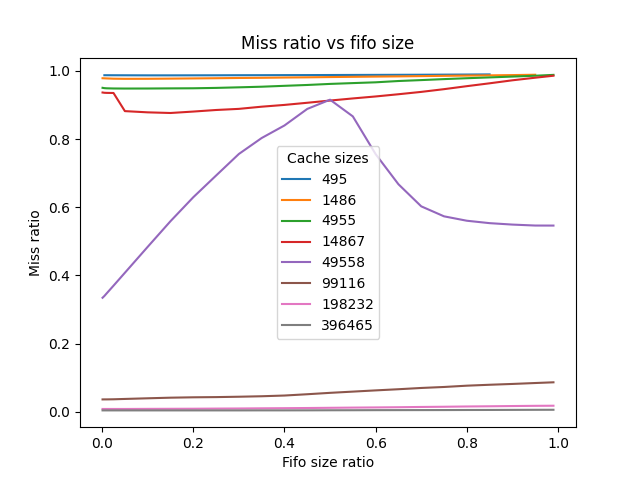 Miss ratio vs fifo size
Miss ratio
1.0
0.8
0.6
0.4
0.2
0.0
Cache sizes
495
1486
4955
14867
49558
99116
198232
396465
0.0 0.2 0.4 0.6 0.8 1.0
Fifo size ratio